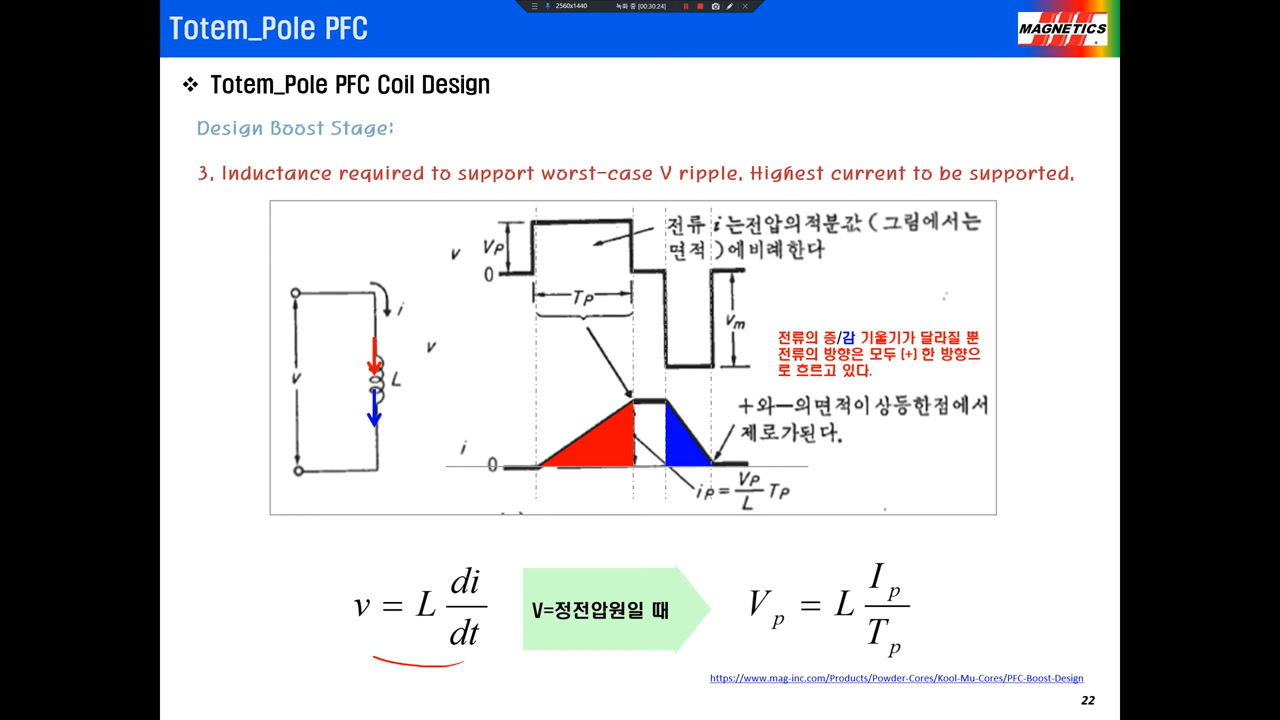 2560x1440
녹화 중 [00:30:24]
Totem_Pole PFC
MAGNETICS
❖ Totem_Pole PFC Coil Design
Design Boost Stage:
3. Inductance required to support worst-case V ripple. Highest current to be supported.
전류 i는전압의적분값(그림에서는
면적)에비례한다
v
Vp
0
Tp
Vm
i
v
L
v
전류의 증/감 기울기가 달라질 뿐
전류의 방향은 모두 (+) 한 방향으
로 흐르고 있다.
+와-의면적이상등한점에서
제로가된다.
i
0
ip = Vp/L Tp
v = L di/dt
V=정전압원일 때
Vp = L Ip/Tp
https://www.mag-inc.com/Products/Powder-Cores/Kool-Mu-Cores/PFC-Boost-Design
22